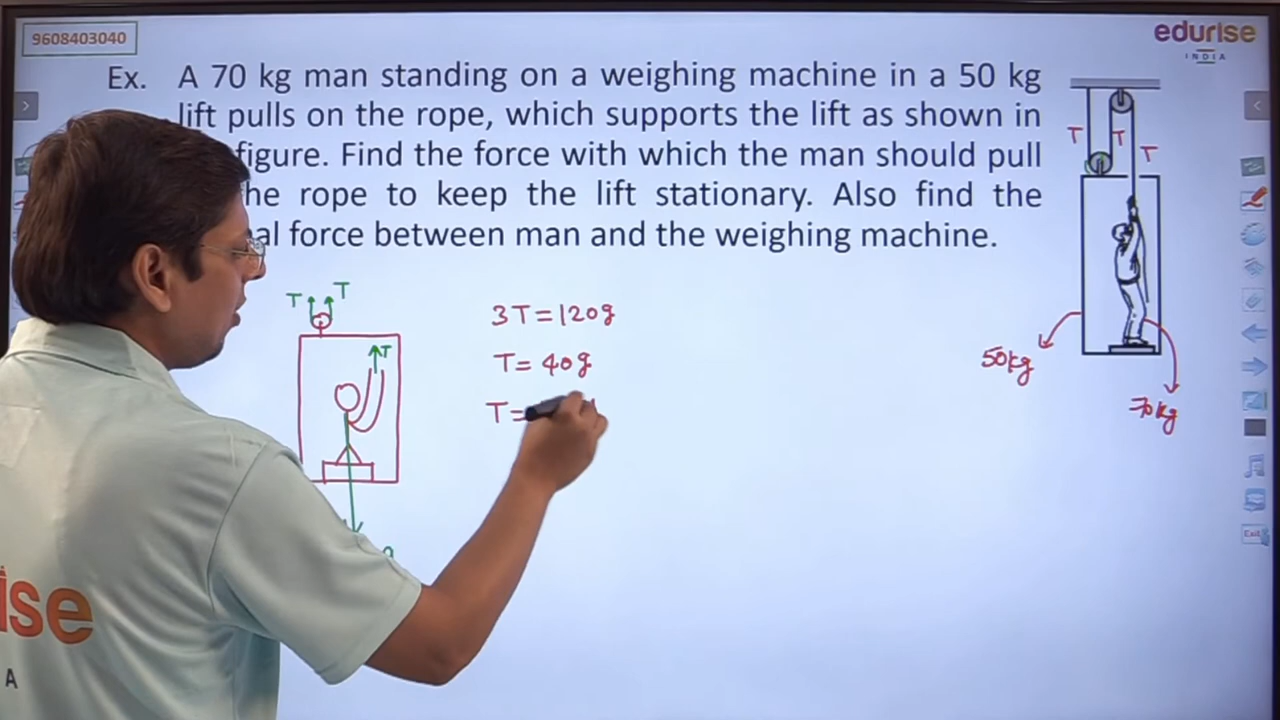 9608403040
edurise
INDIA
Ex. A 70 kg man standing on a weighing machine in a 50 kg
lift pulls on the rope, which supports the lift as shown in
figure. Find the force with which the man should pull
the rope to keep the lift stationary. Also find the
al force between man and the weighing machine.
T T T
T T
T
3T=120g
T= 40g
T=
50kg
70kg
ise
A
Exit